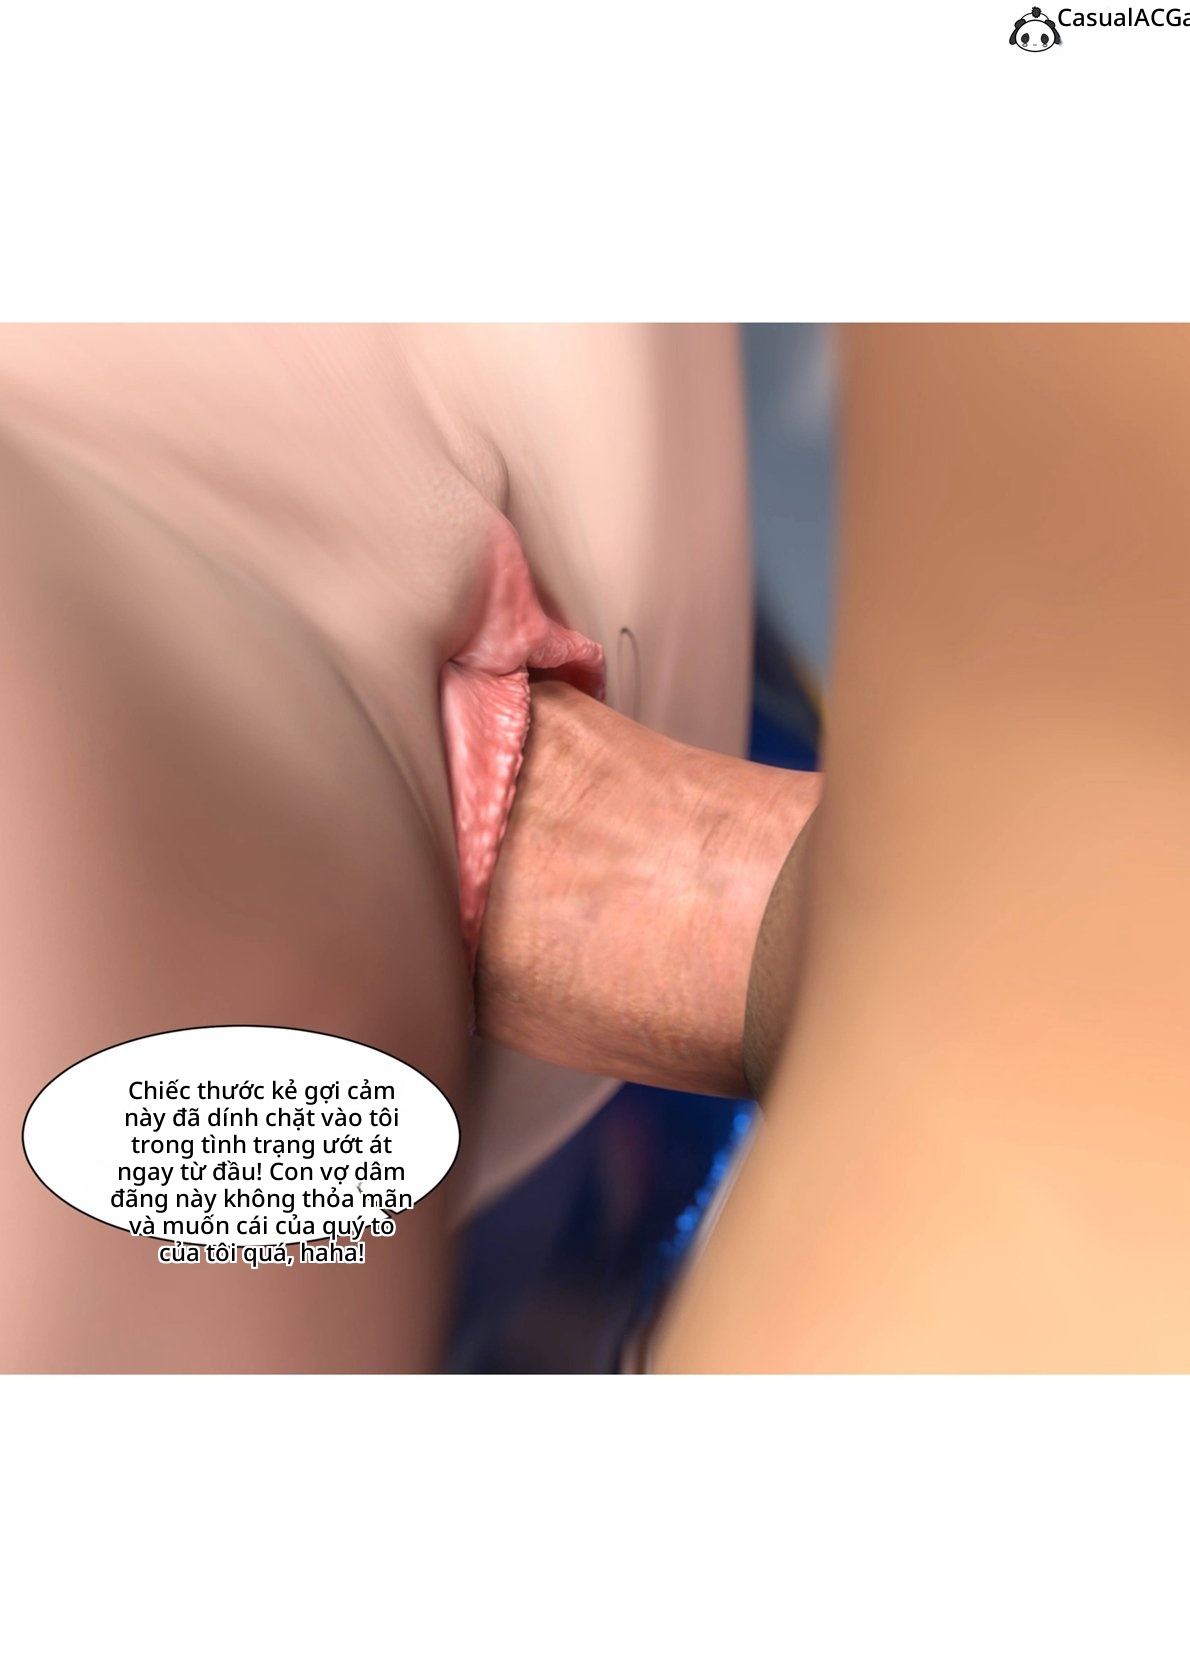 CasualACGa
Chiếc thước kẻ gợi cảm
này đã dính chặt vào tôi
trong tình trạng ướt át
ngay từ đầu! Con vợ dâm
đãng này không thỏa mãn
và muốn cái của quý to
của tôi quá, haha!